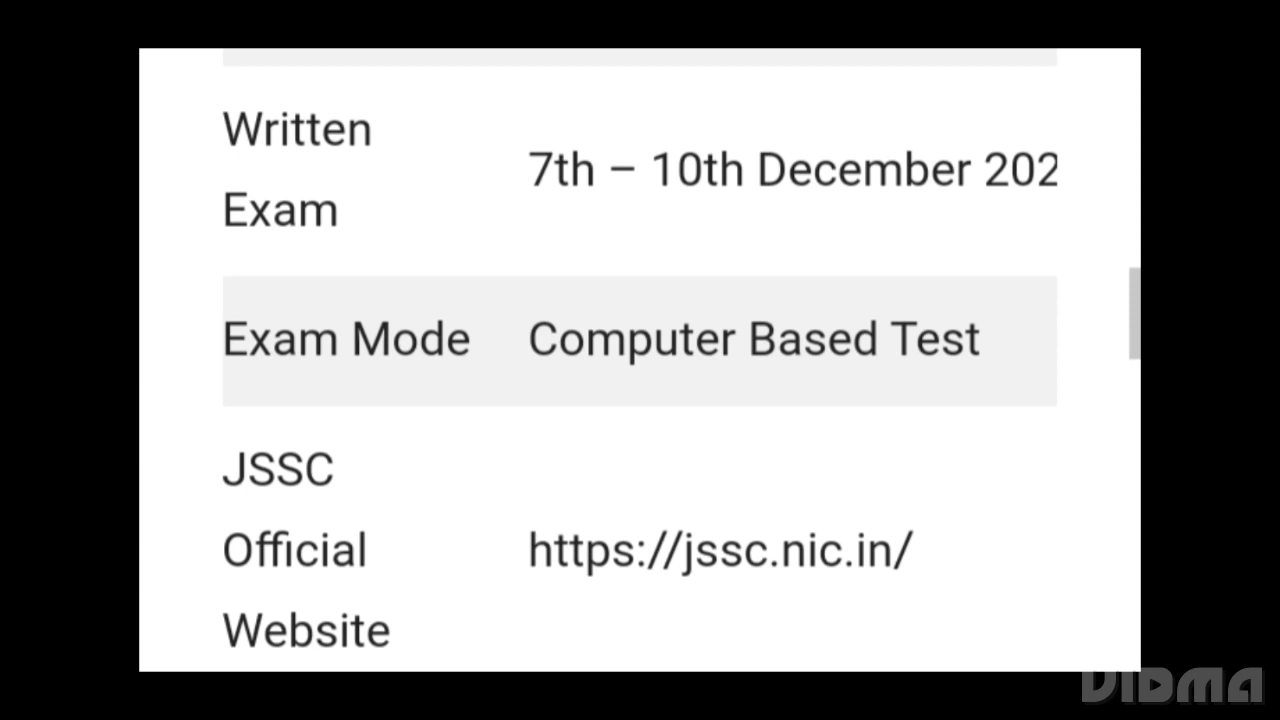 Written
Exam
7th – 10th December 202
Exam Mode
Computer Based Test
JSSC
Official
Website
https://jssc.nic.in/
VIDMA